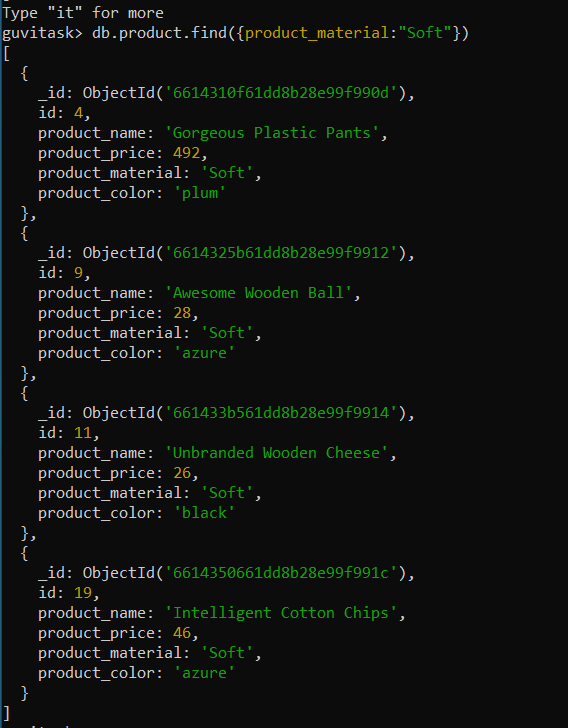 Type "it" for more
guvitask> db.product.find({product_material:"Soft"})
[
  {
    _id: ObjectId('6614310f61dd8b28e99f990d'),
    id: 4,
    product_name: 'Gorgeous Plastic Pants',
    product_price: 492,
    product_material: 'Soft',
    product_color: 'plum'
  },
  {
    _id: ObjectId('6614325b61dd8b28e99f9912'),
    id: 9,
    product_name: 'Awesome Wooden Ball',
    product_price: 28,
    product_material: 'Soft',
    product_color: 'azure'
  },
  {
    _id: ObjectId('661433b561dd8b28e99f9914'),
    id: 11,
    product_name: 'Unbranded Wooden Cheese',
    product_price: 26,
    product_material: 'Soft',
    product_color: 'black'
  },
  {
    _id: ObjectId('6614350661dd8b28e99f991c'),
    id: 19,
    product_name: 'Intelligent Cotton Chips',
    product_price: 46,
    product_material: 'Soft',
    product_color: 'azure'
  }
]